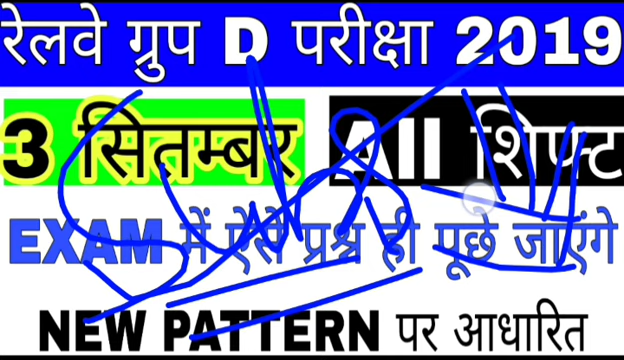 रेलवे ग्रुप D परीक्षा 2019
3 सितम्बर All शिफ्ट
EXAM में ऐसे प्रश्न ही पूछे जाएंगे
NEW PATTERN पर आधारित